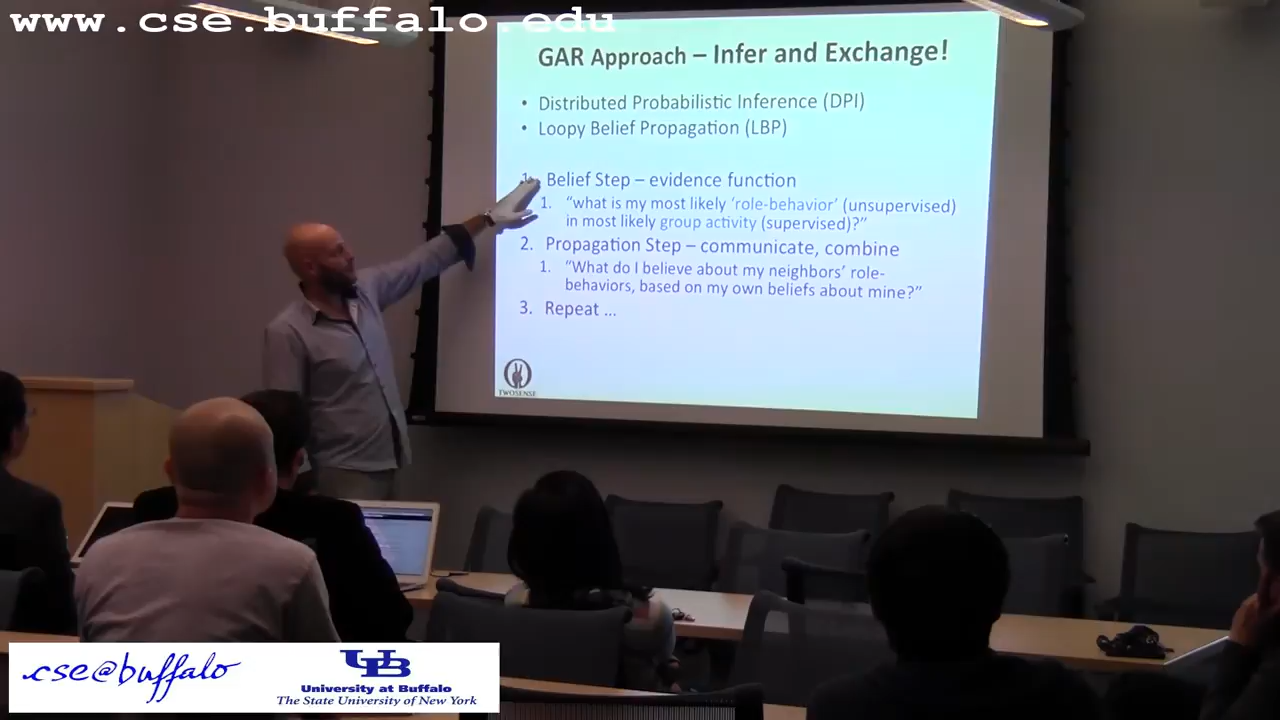 www.cse.buffalo.edu
GAR Approach – Infer and Exchange!
• Distributed Probabilistic Inference (DPI)
• Loopy Belief Propagation (LBP)
1. Belief Step – evidence function
1. “what is my most likely ‘role-behavior’ (unsupervised)
in most likely group activity (supervised)?”
2. Propagation Step – communicate, combine
1. “What do I believe about my neighbors’ role-
behaviors, based on my own beliefs about mine?”
3. Repeat ...
TWOSENSE
cse@buffalo
UB
University at Buffalo
The State University of New York